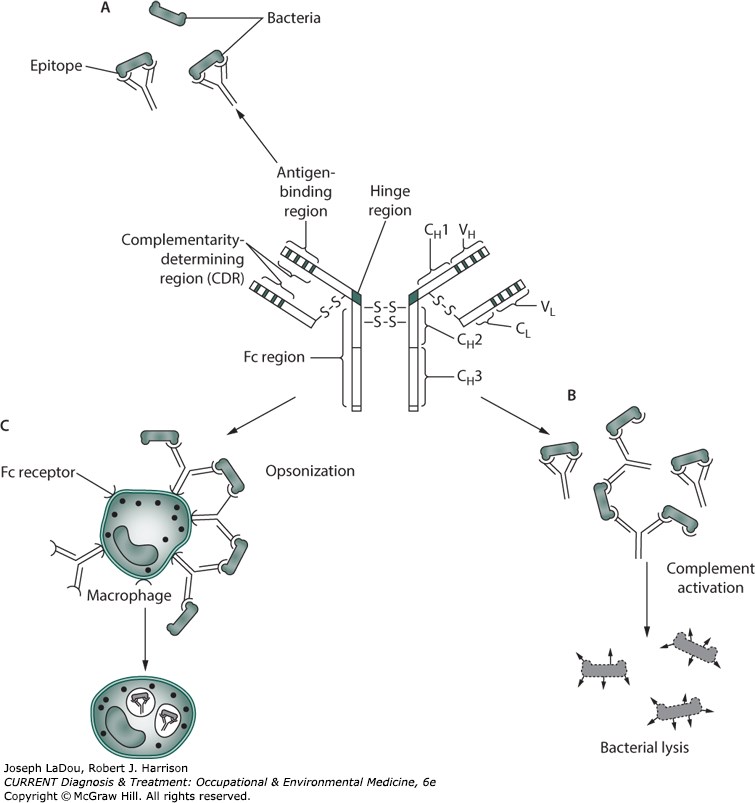 A
Bacteria
Epitope
Antigen-
binding
region
Hinge
region
Complementarity-
determining
region (CDR)
CH1
VH
S-S
S-S
S-S
S-S
VL
CL
CH2
Fc region
CH3
B
C
Fc receptor
Opsonization
Macrophage
Complement
activation
Bacterial lysis
Joseph LaDou, Robert J. Harrison
CURRENT Diagnosis & Treatment: Occupational & Environmental Medicine, 6e
Copyright © McGraw Hill. All rights reserved.